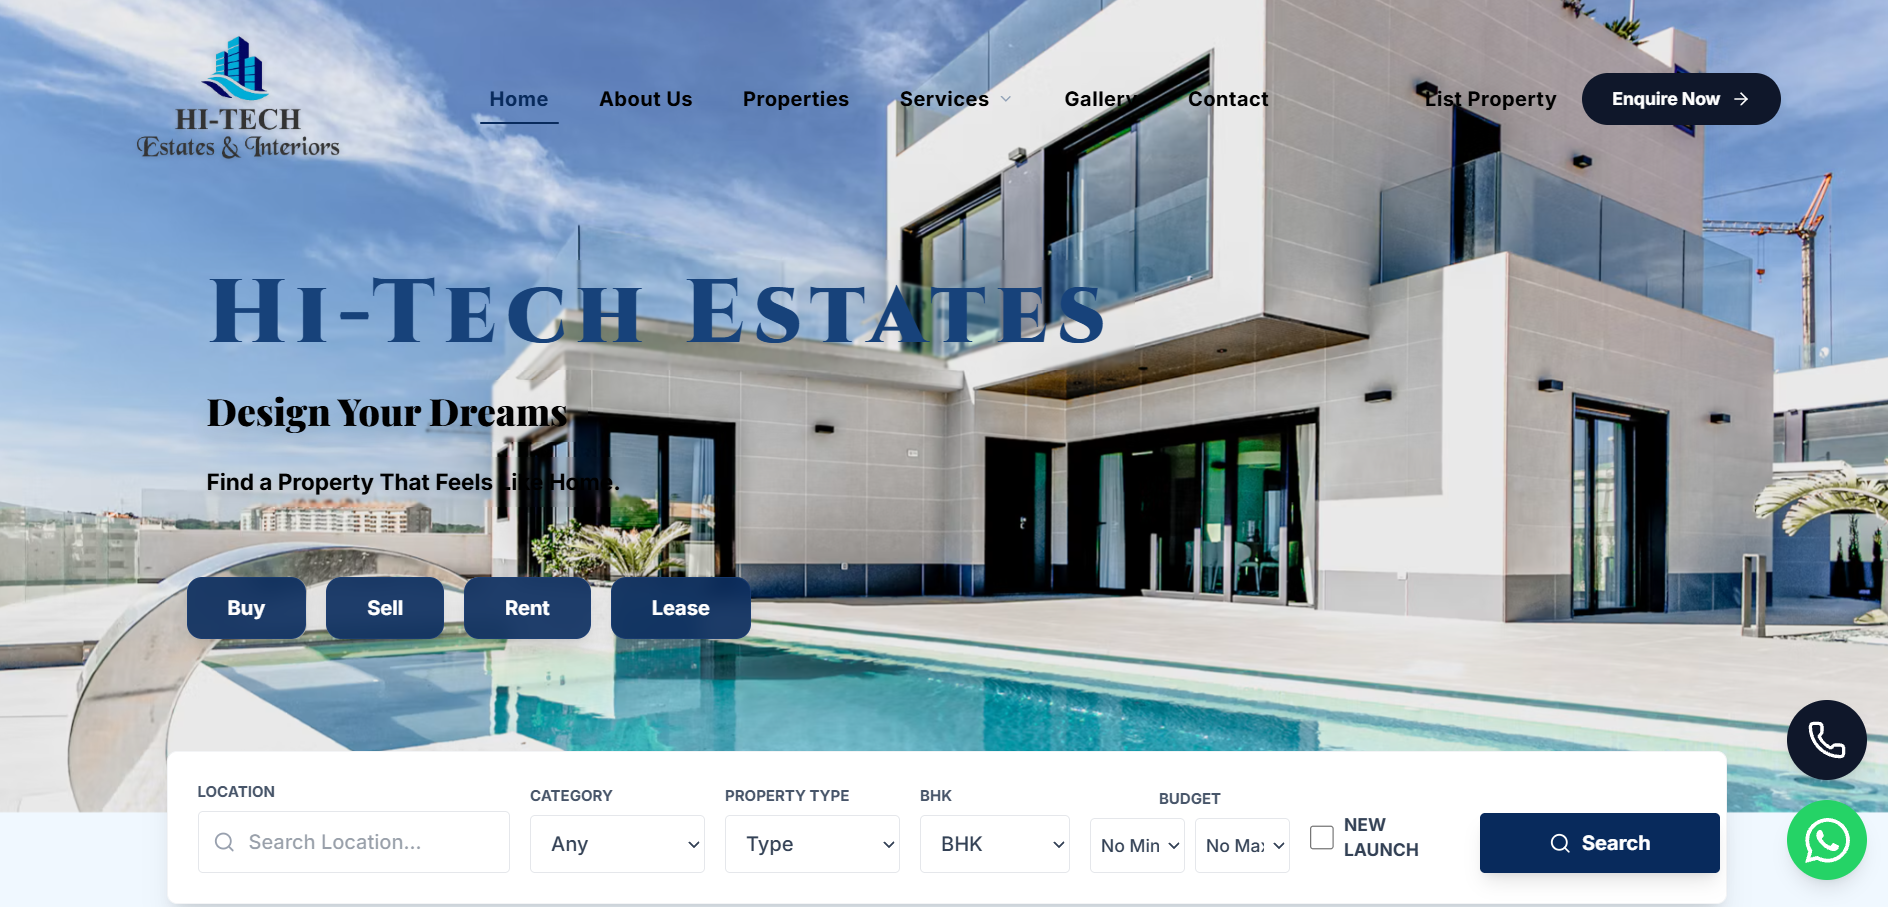 HI-TECH
Estates & Interiors
Home
About Us
Properties
Services
Gallery
Contact
List Property
Enquire Now
Hi-Tech Estates
Design Your Dreams
Find a Property That Feels Like Home.
Buy
Sell
Rent
Lease
LOCATION
Search Location...
CATEGORY
Any
PROPERTY TYPE
Type
BHK
BHK
BUDGET
No Min
No Max
NEW
LAUNCH
Search